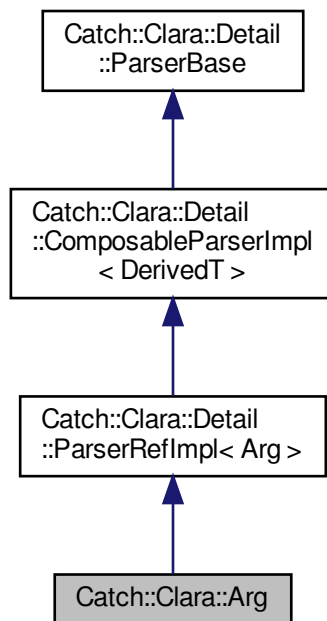 Catch::Clara::Detail
::ParserBase
Catch::Clara::Detail
::ComposableParserImpl
< DerivedT >
Catch::Clara::Detail
::ParserRefImpl< Arg >
Catch::Clara::Arg